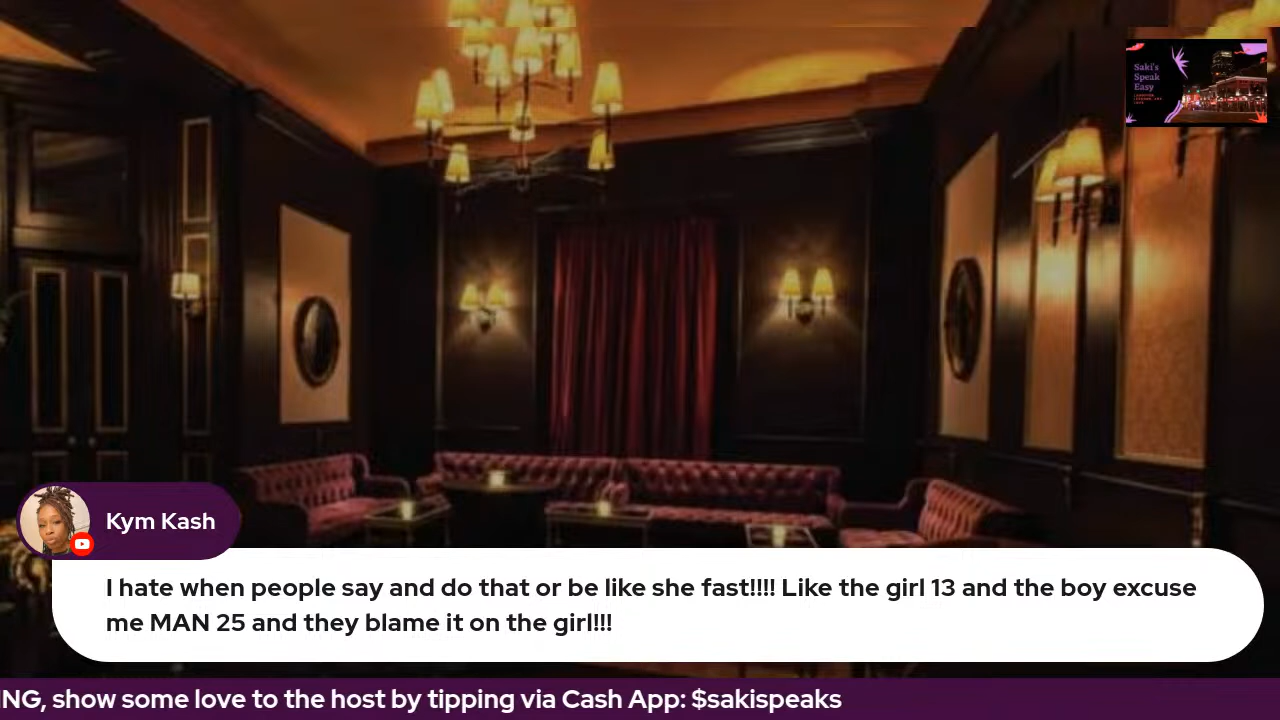 Saki's
Speak
Easy
Kym Kash
I hate when people say and do that or be like she fast!!!! Like the girl 13 and the boy excuse
me MAN 25 and they blame it on the girl!!!
ING, show some love to the host by tipping via Cash App: $sakispeaks